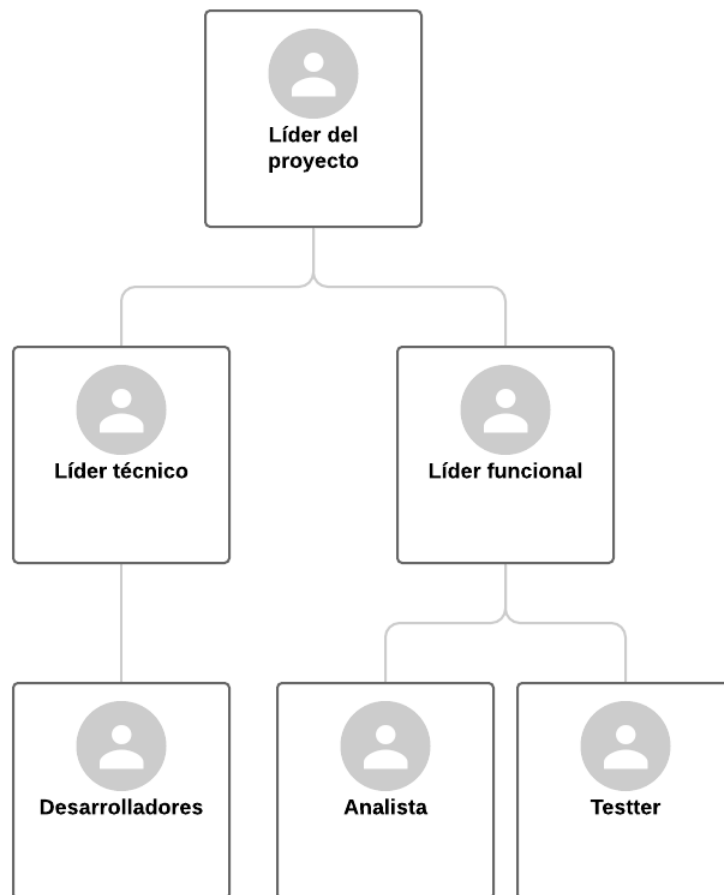 Líder del
proyecto
Líder técnico
Líder funcional
Desarrolladores
Analista
Testter